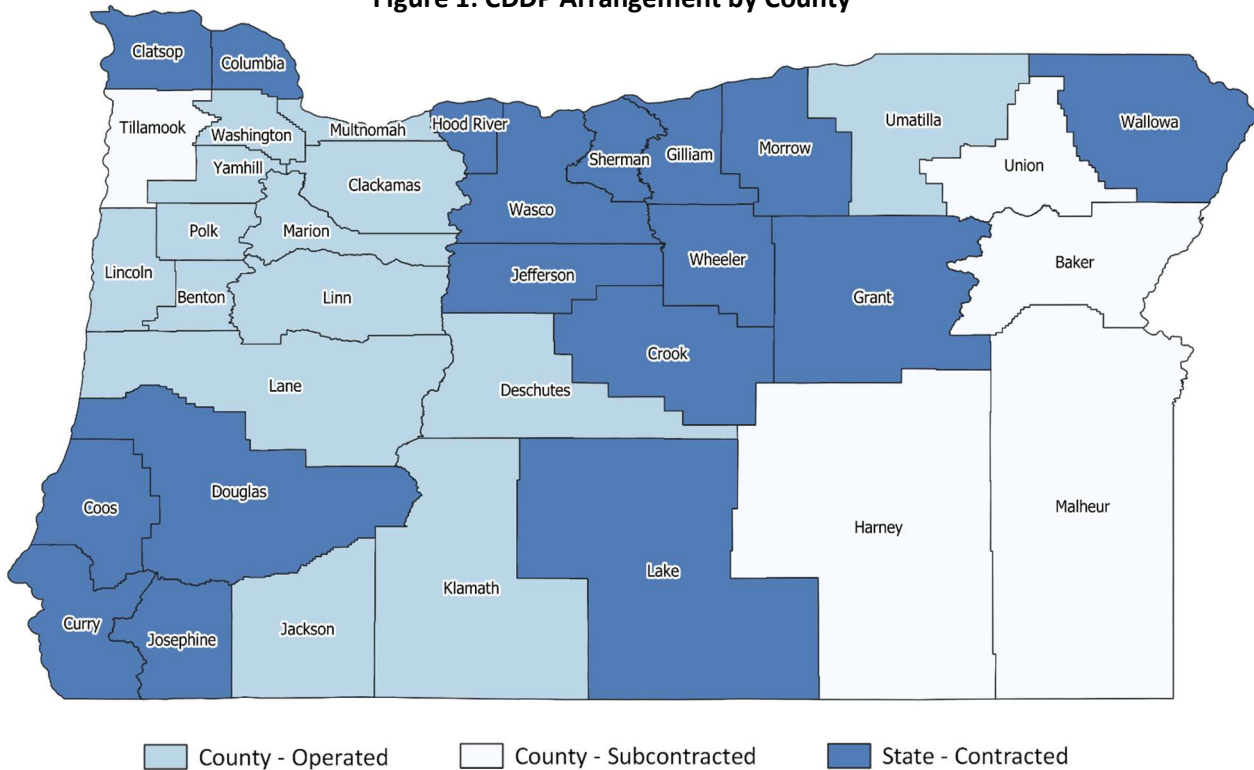 Figure 1: CDDP Arrangement by County
Clatsop
Columbia
Tillamook
Washington
Multnomah
Hood River
Sherman
Gilliam
Morrow
Umatilla
Wallowa
Union
Yamhill
Clackamas
Wasco
Polk
Marion
Wheeler
Baker
Lincoln
Jefferson
Benton
Linn
Grant
Crook
Lane
Deschutes
Douglas
Coos
Malheur
Harney
Lake
Klamath
Curry
Josephine
Jackson
County - Operated
County - Subcontracted
State - Contracted